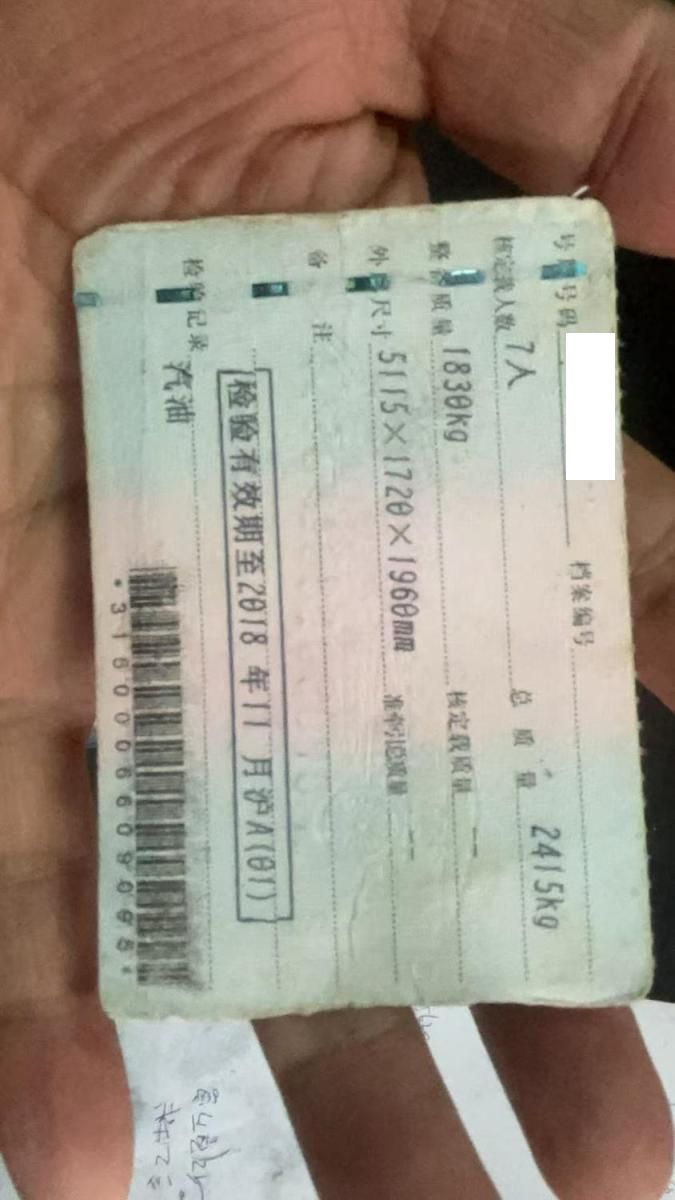 号牌号码 档案编号
核定载人数 7人 总质量 2415kg
整备质量 1830kg 核定载质量 --
外廓尺寸 5115×1720×1960mm 准牵引总质量 --
备注
检验有效期至2018年11月沪A(01)
检验记录
汽油
*3160006609098*